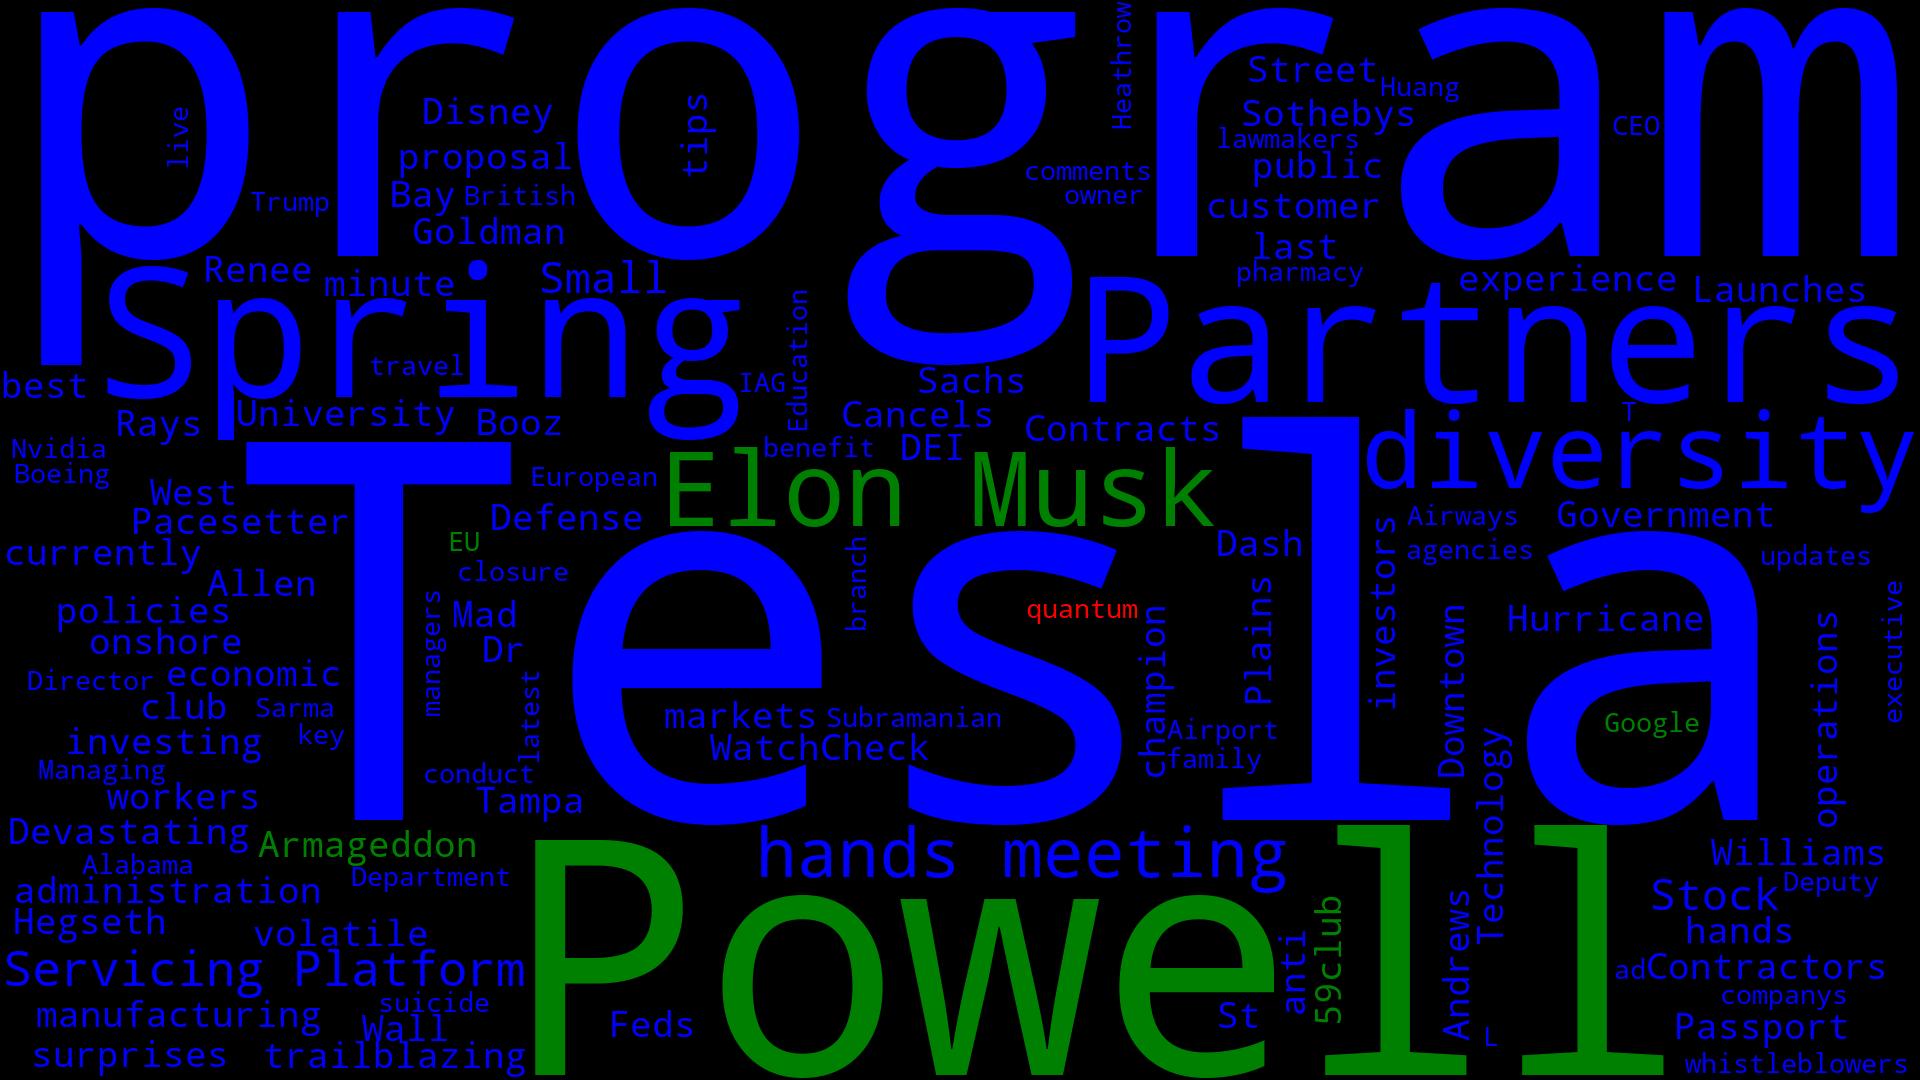 program
live
Trump
Disney
proposal
Bay
British
Goldman
tips
Heathrow
comments
owner
Street
Huang
Sothebys
lawmakers
public
customer
last
pharmacy
CEO
Renee
minute
Small
Spring
travel
Education
IAG
Partners
experience
Launches
best
Rays
University
Booz
Sachs
Cancels
DEI
benefit
Contracts
T
diversity
Nvidia
Boeing
West
Pacesetter
currently
Allen
policies
onshore
Director
economic
club
Sarma
investing
key
Managing
workers
Tesla
European
Defense
Elon Musk
EU
closure
managers
Mad
Dr
latest
conduct
Tampa
branch
quantum
markets
Subramanian
WatchCheck
champion
Airport
family
Dash
Plains
investors
Airways
agencies
Government
updates
Downtown
Hurricane
Google
Technology
operations
executive
Devastating
Armageddon
Alabama
Department
administration
Hegseth
volatile
Servicing Platform
suicide
manufacturing
Wall
surprises
trailblazing
hands meeting
Powell
Feds
St
anti
59club
Andrews
L
Williams
Deputy
Stock
hands
ad
Contractors
companys
Passport
whistleblowers